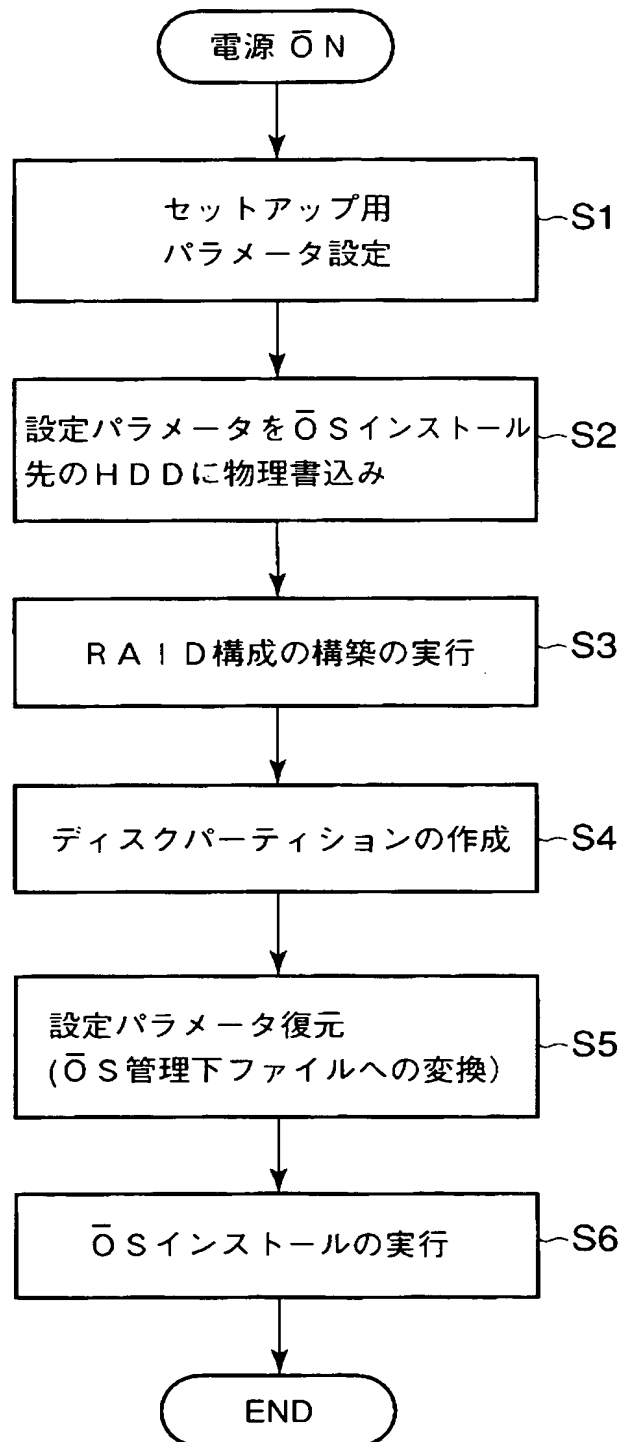 電源 O̅N
セットアップ用
パラメータ設定
S1
設定パラメータをO̅Sインストール
先のHDDに物理書込み
S2
RAID構成の構築の実行
S3
ディスクパーティションの作成
S4
設定パラメータ復元
(O̅S管理下ファイルへの変換)
S5
O̅Sインストールの実行
S6
END